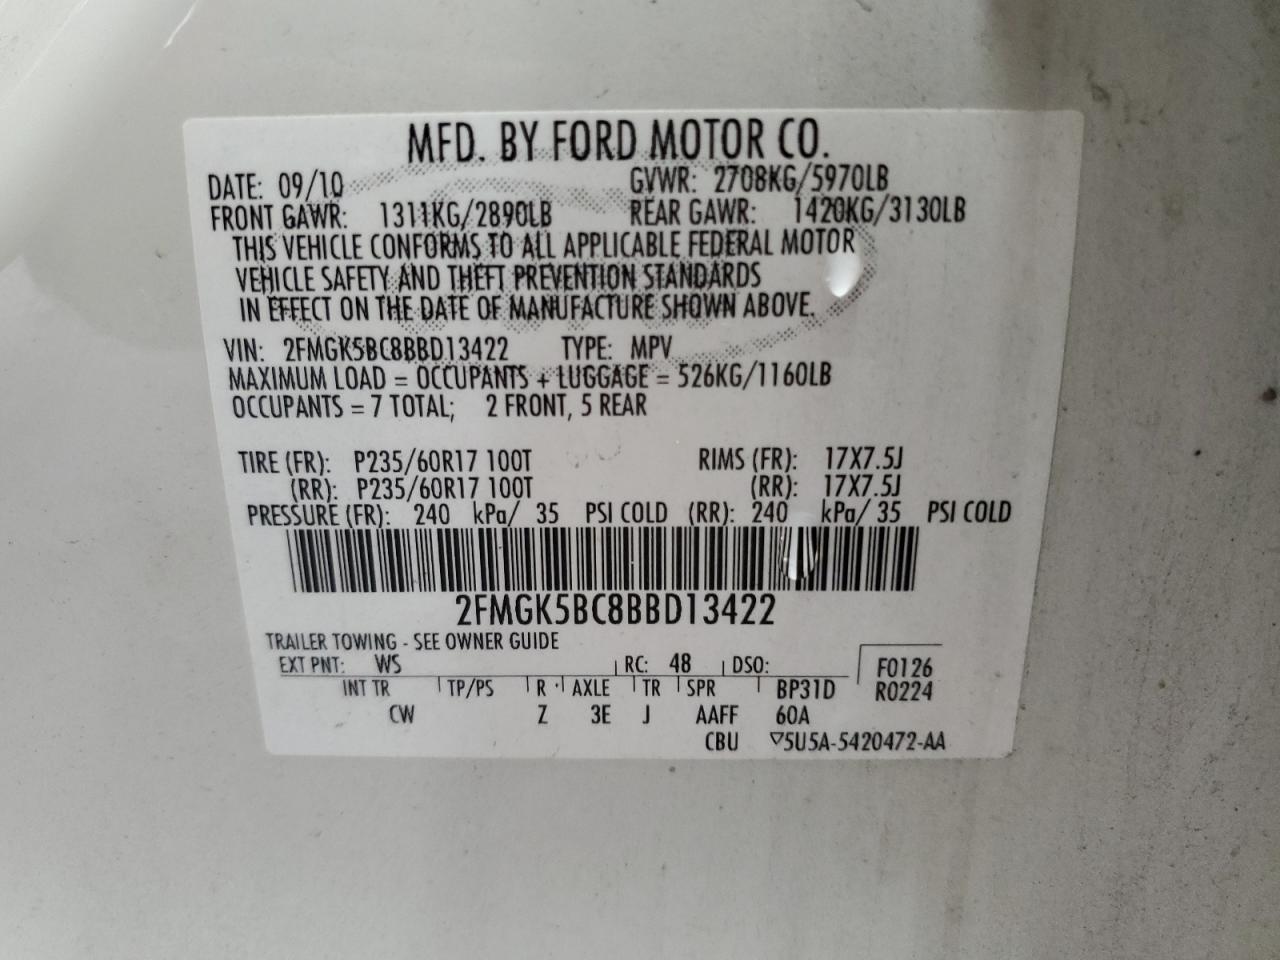 MFD. BY FORD MOTOR CO.
DATE: 09/10 GVWR: 2708KG/5970LB
FRONT GAWR: 1311KG/2890LB REAR GAWR: 1420KG/3130LB
THIS VEHICLE CONFORMS TO ALL APPLICABLE FEDERAL MOTOR
VEHICLE SAFETY AND THEFT PREVENTION STANDARDS
IN EFFECT ON THE DATE OF MANUFACTURE SHOWN ABOVE.
VIN: 2FMGK5BC8BBD13422 TYPE: MPV
MAXIMUM LOAD = OCCUPANTS + LUGGAGE = 526KG/1160LB
OCCUPANTS = 7 TOTAL; 2 FRONT, 5 REAR
TIRE (FR): P235/60R17 100T RIMS (FR): 17X7.5J
(RR): P235/60R17 100T (RR): 17X7.5J
PRESSURE (FR): 240 kPa/ 35 PSI COLD (RR): 240 kPa/ 35 PSI COLD
2FMGK5BC8BBD13422
TRAILER TOWING - SEE OWNER GUIDE
EXT PNT: WS RC: 48 DSO: F0126
INT TR TP/PS R AXLE TR SPR BP31D R0224
CW Z 3E J AAFF 60A
CBU ▽5U5A-5420472-AA